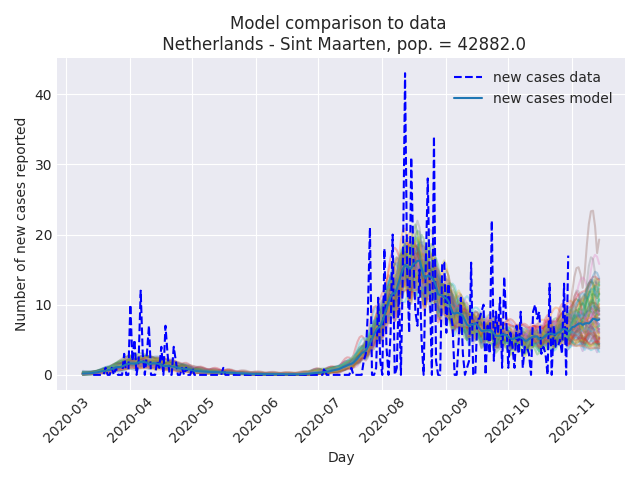 Model comparison to data
Netherlands - Sint Maarten, pop. = 42882.0
new cases data
new cases model
Number of new cases reported
40
30
20
10
0
2020-03
2020-04
2020-05
2020-06
2020-07
2020-08
2020-09
2020-10
2020-11
Day